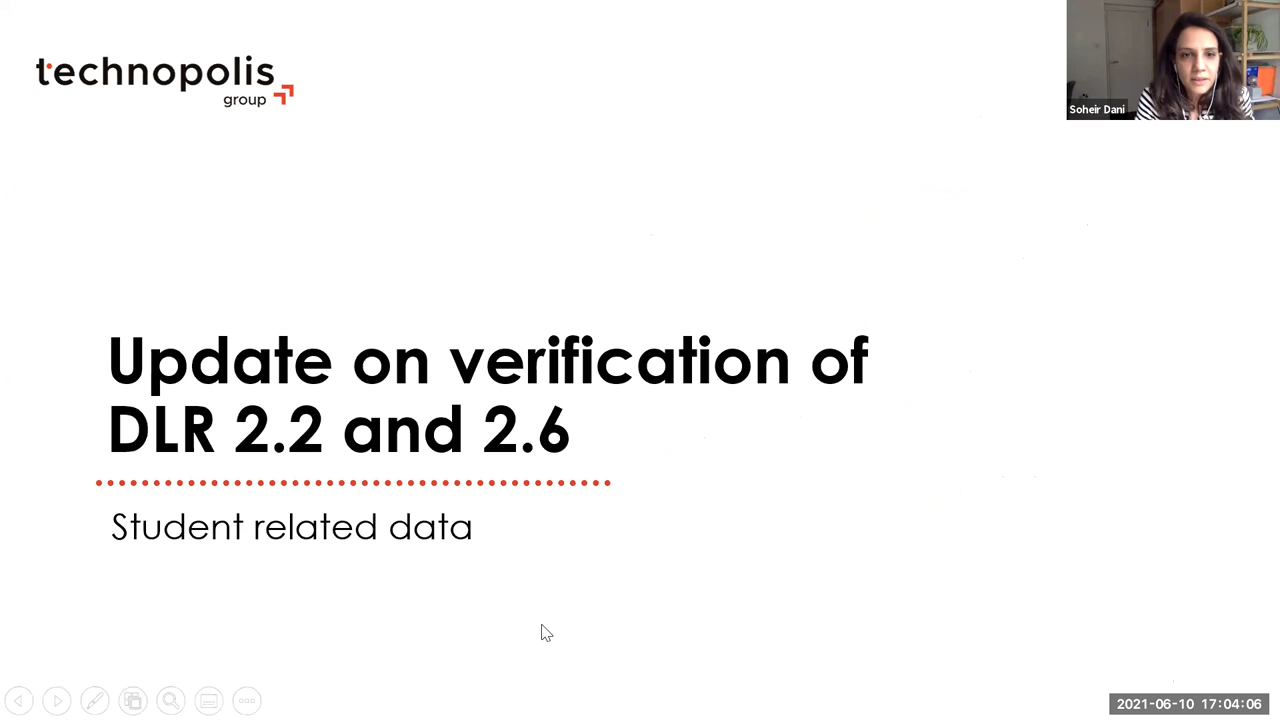 technopolis
group
Soheir Dani
Update on verification of
DLR 2.2 and 2.6
Student related data
2021-06-10 17:04:06